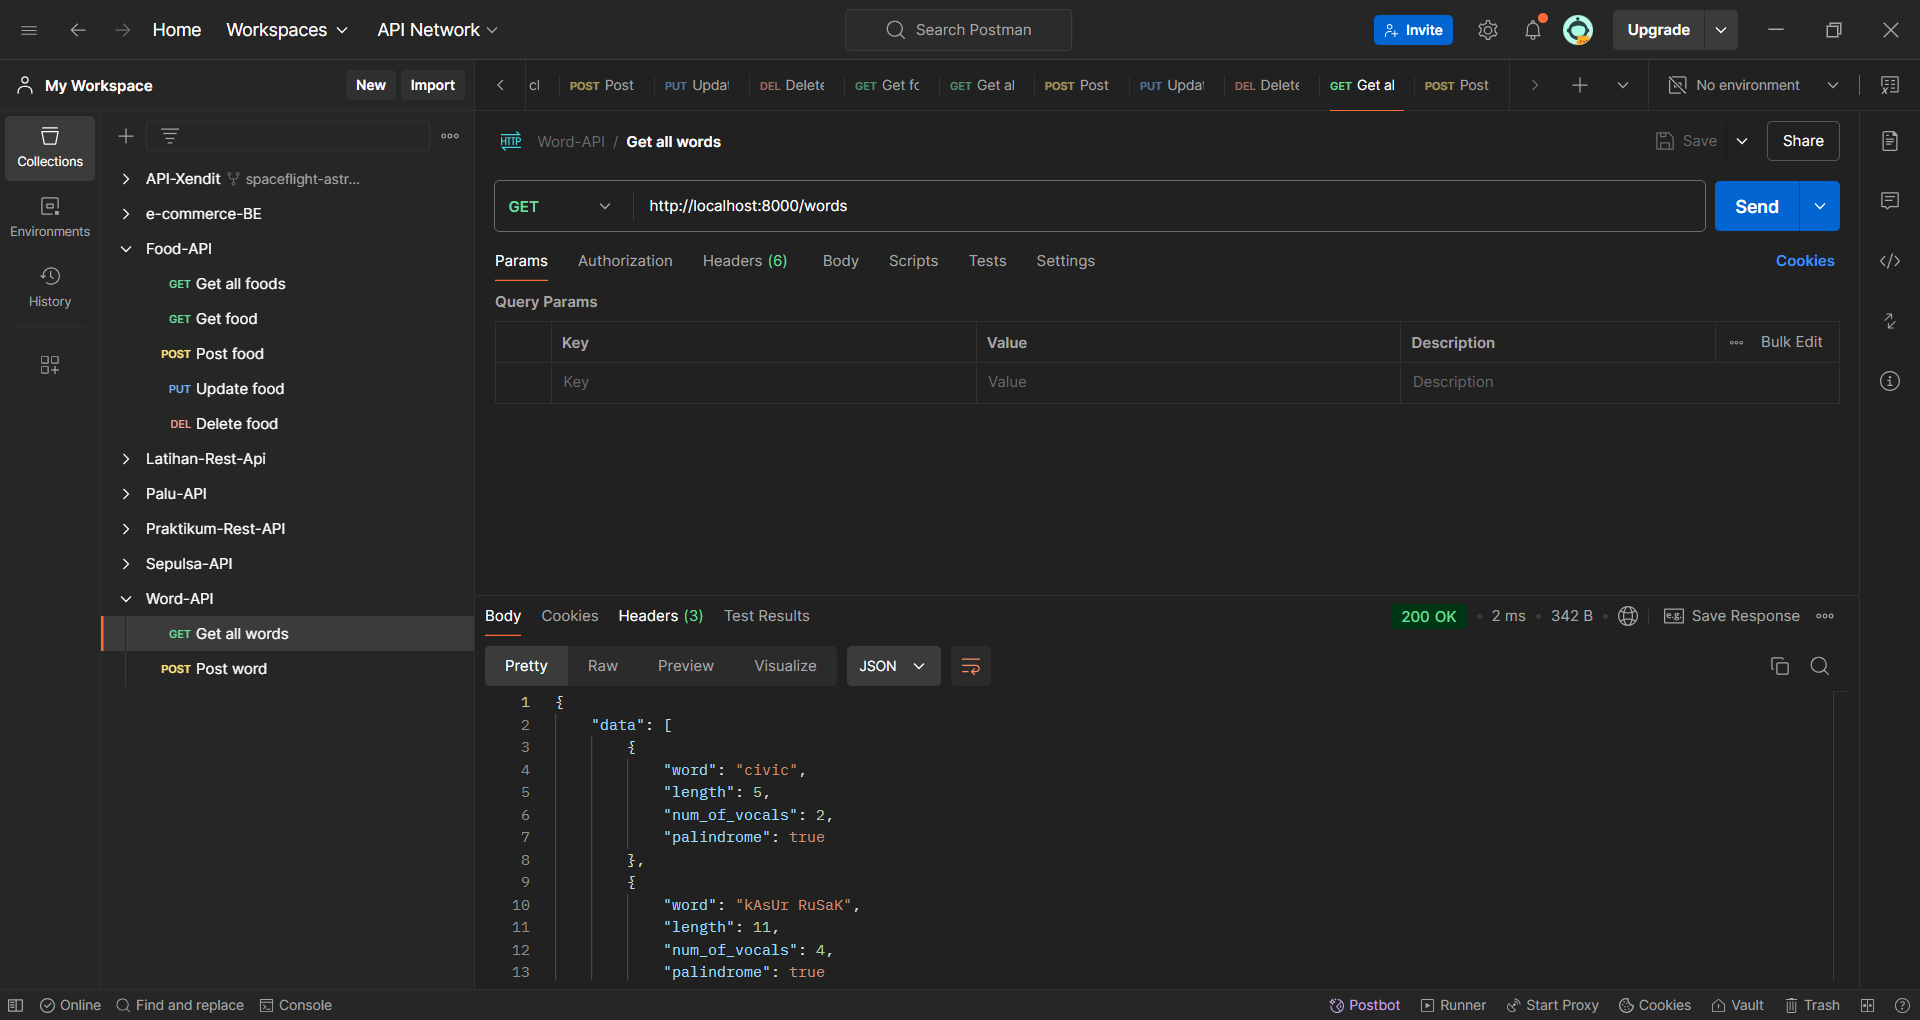 Home Workspaces API Network Search Postman Invite Upgrade
My Workspace New Import
cl POST Post PUT Updat DEL Delete GET Get fo GET Get al POST Post PUT Updat DEL Delete GET Get al POST Post No environment
Collections
Environments
History
API-Xendit spaceflight-astr...
e-commerce-BE
Food-API
GET Get all foods
GET Get food
POST Post food
PUT Update food
DEL Delete food
Latihan-Rest-Api
Palu-API
Praktikum-Rest-API
Sepulsa-API
Word-API
GET Get all words
POST Post word
HTTP Word-API / Get all words Save Share
GET http://localhost:8000/words Send
Params Authorization Headers (6) Body Scripts Tests Settings Cookies
Query Params
Key Value Description Bulk Edit
Key Value Description
Body Cookies Headers (3) Test Results 200 OK 2 ms 342 B e.g. Save Response
Pretty Raw Preview Visualize JSON
1 {
2 "data": [
3 {
4 "word": "civic",
5 "length": 5,
6 "num_of_vocals": 2,
7 "palindrome": true
8 },
9 {
10 "word": "kAsUr RuSaK",
11 "length": 11,
12 "num_of_vocals": 4,
13 "palindrome": true
Online Find and replace Console Postbot Runner Start Proxy Cookies Vault Trash